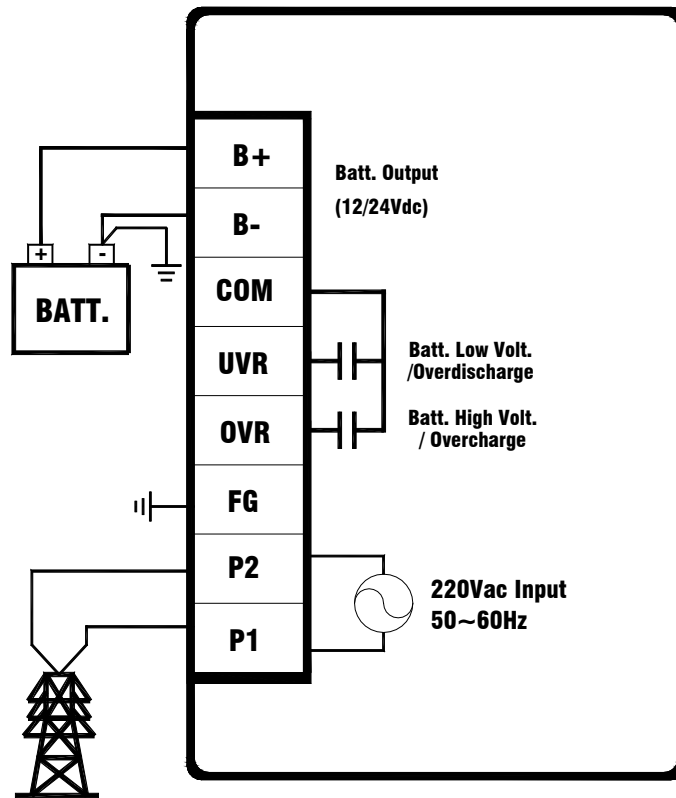 B+
Batt. Output
(12/24Vdc)
B-
+
-
BATT.
COM
UVR
Batt. Low Volt.
/Overdischarge
OVR
Batt. High Volt.
/ Overcharge
FG
P2
220Vac Input
50~60Hz
P1